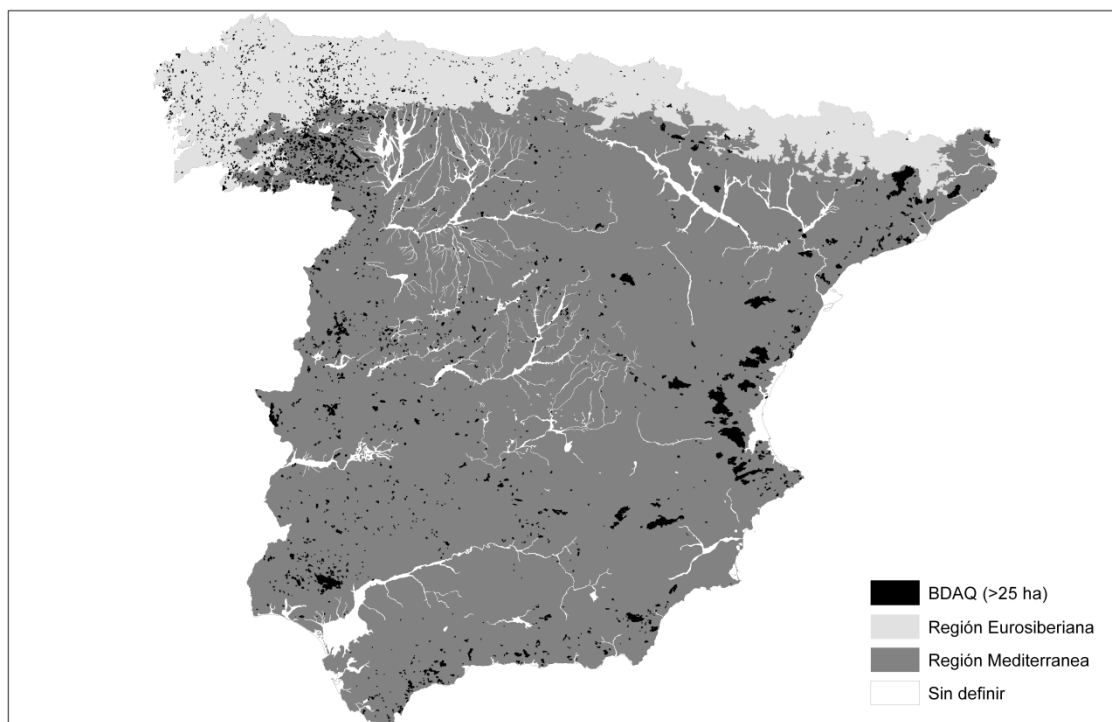 BDAQ (>25 ha)
Región Eurosiberiana
Región Mediterranea
Sin definir